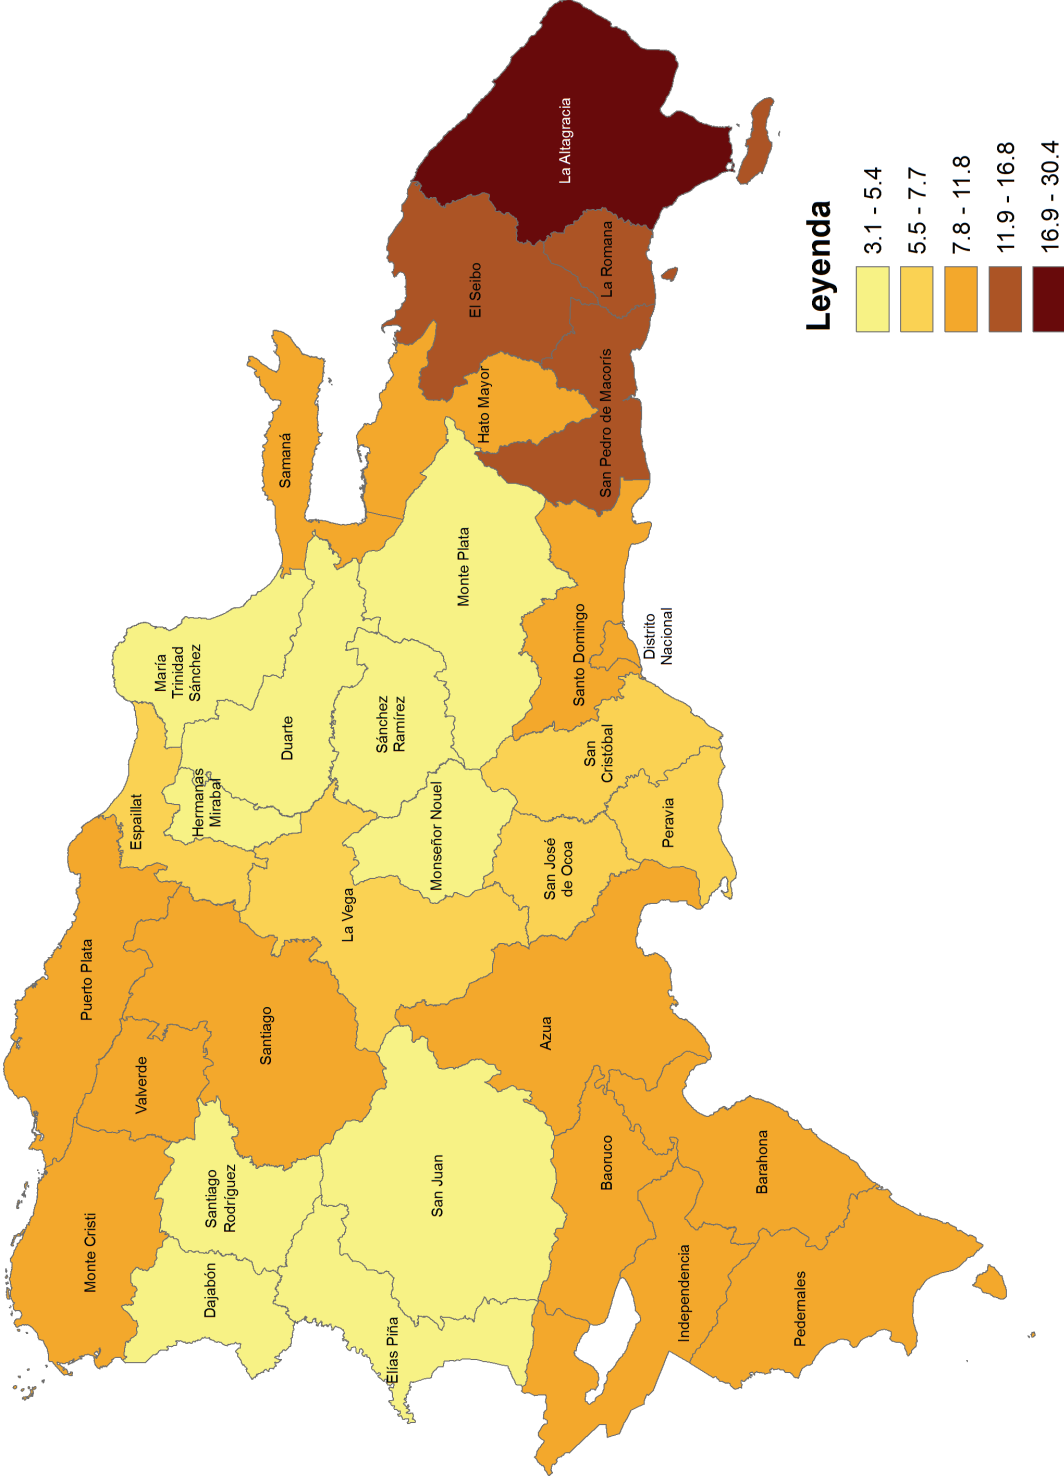 Monte Cristi
Puerto Plata
Valverde
Espaillat
María
Trinidad
Sánchez
Dajabón
Santiago
Rodríguez
Hermanas
Mirabal
Santiago
Duarte
Samaná
La Vega
Sánchez
Ramírez
Elías Piña
San Juan
Monseñor Nouel
Monte Plata
El Seibo
Hato Mayor
Azua
San José
de Ocoa
La Altagracia
Santo Domingo
San
Cristóbal
Baoruco
San Pedro de Macorís
La Romana
Distrito
Nacional
Peravia
Independencia
Barahona
Pedernales
Leyenda
3.1 - 5.4
5.5 - 7.7
7.8 - 11.8
11.9 - 16.8
16.9 - 30.4